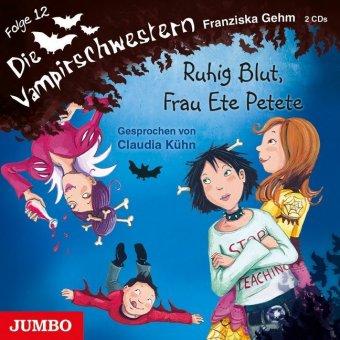 Folge 12
Die
Vampirschwestern
Franziska Gehm
2 CDs
Ruhig Blut,
Frau Ete Petete
Gesprochen von
Claudia Kühn
STOP
TEACHING
JUMBO